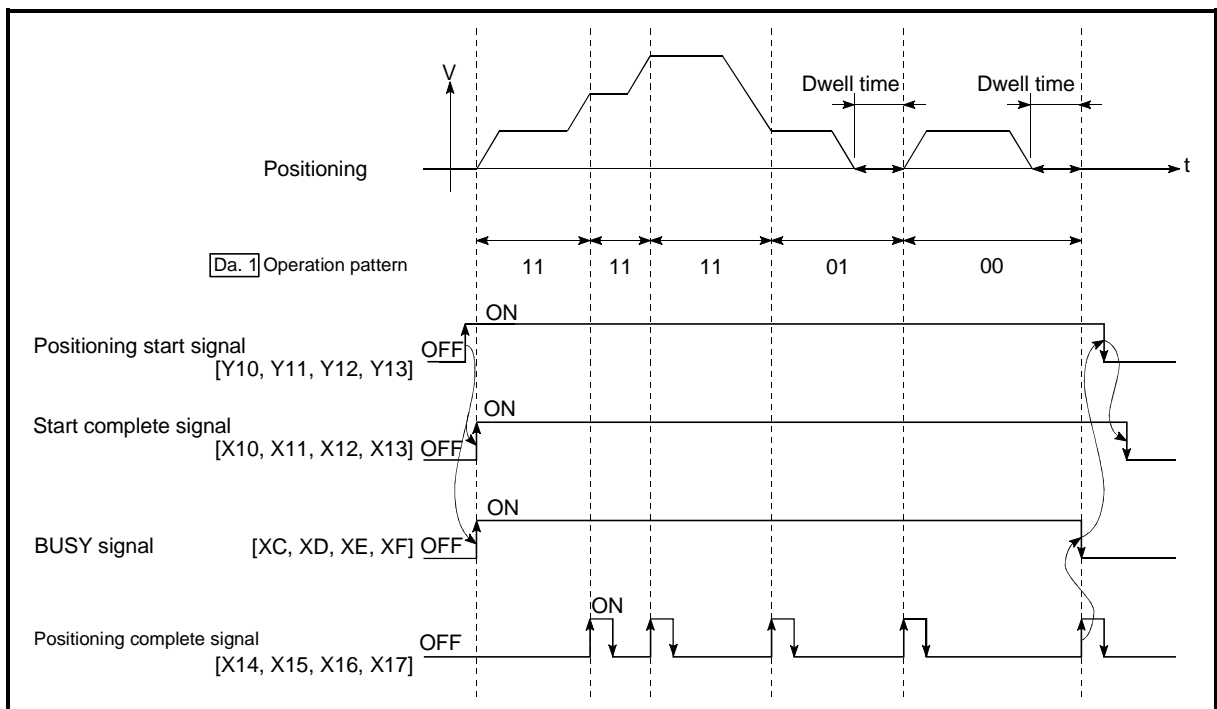 V
Dwell time
Dwell time
Positioning
t
Da. 1 Operation pattern
11
11
11
01
00
ON
Positioning start signal
OFF
[Y10, Y11, Y12, Y13]
ON
Start complete signal
[X10, X11, X12, X13] OFF
ON
BUSY signal [XC, XD, XE, XF] OFF
ON
Positioning complete signal
OFF
[X14, X15, X16, X17]